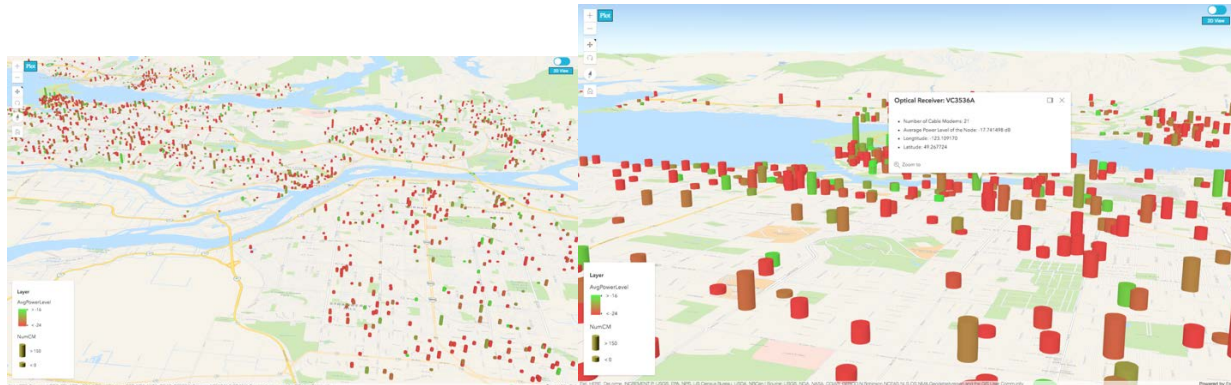 Plot
2D View
Layer
AvgPowerLevel
> -16
< -24
NumCM
> 150
< 0
Plot
2D View
Optical Receiver: VC3536A
Number of Cable Modems: 21
Average Power Level of the Node: -17.741498 dB
Longitude: -123.109170
Latitude: 49.267724
Zoom to
Layer
AvgPowerLevel
> -16
< -24
NumCM
> 150
< 0